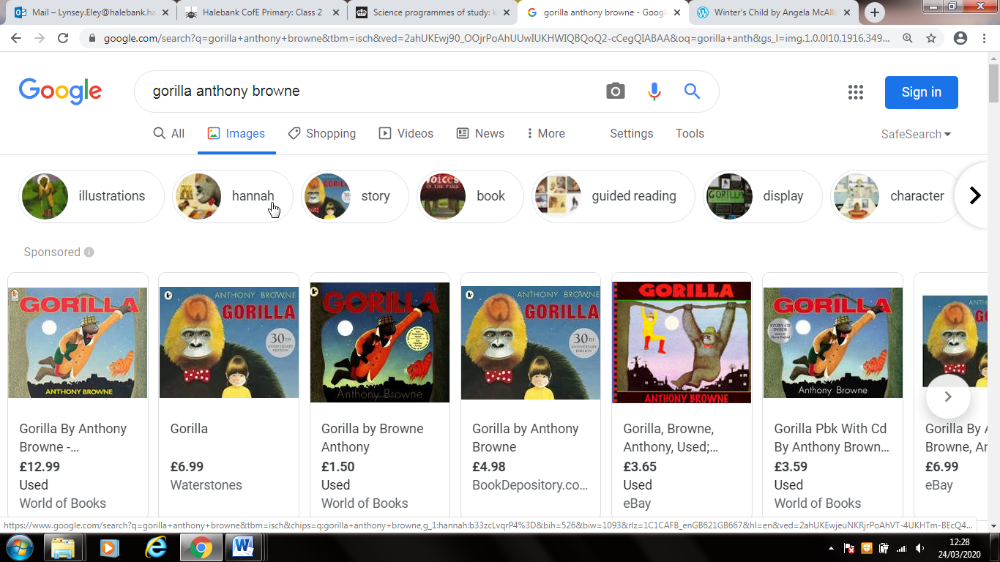 Mail – Lynsey.Eley@halebank.ha
Halebank CofE Primary: Class 2
Science programmes of study: k
gorilla anthony browne - Googl
Winter's Child by Angela McAlli
google.com/search?q=gorilla+anthony+browne&tbm=isch&ved=2ahUKEwj90_OOjrPoAhUUwIUKHWIQBQoQ2-cCegQIABAA&oq=gorilla+anth&gs_l=img.1.0.0l10.1916.349...
Google
gorilla anthony browne
Sign in
All
Images
Shopping
Videos
News
More
Settings
Tools
SafeSearch
illustrations
hannah
story
book
guided reading
display
character
Sponsored
GORILLA
ANTHONY BROWNE
ANTHONY BROWNE
GORILLA
30TH
ANNIVERSARY
EDITION
GORILLA
Anthony Browne
ANTHONY BROWNE
GORILLA
30TH
ANNIVERSARY
EDITION
GORILLA
ANTHONY BROWNE
GORILLA
STORY CD
INSIDE
Anthony Browne
Gorilla By Anthony
Browne -...
£12.99
Used
World of Books
Gorilla
£6.99
Waterstones
Gorilla by Browne
Anthony
£1.50
Used
World of Books
Gorilla by Anthony
Browne
£4.98
BookDepository.co...
Gorilla, Browne,
Anthony, Used;...
£3.65
Used
eBay
Gorilla Pbk With Cd
By Anthony Brown...
£3.59
Used
World of Books
Gorilla By A
Browne, An
£6.99
eBay
https://www.google.com/search?q=gorilla+anthony+browne&tbm=isch&chips=q:gorilla+anthony+browne,g_1:hannah:b33zcLvqrP4%3D&bih=526&biw=1093&rlz=1C1CAFB_enGB621GB667&hl=en&ved=2ahUKEwjeuNKRjrPoAhVT-4UKHTm-BEcQ4...
12:28
24/03/2020